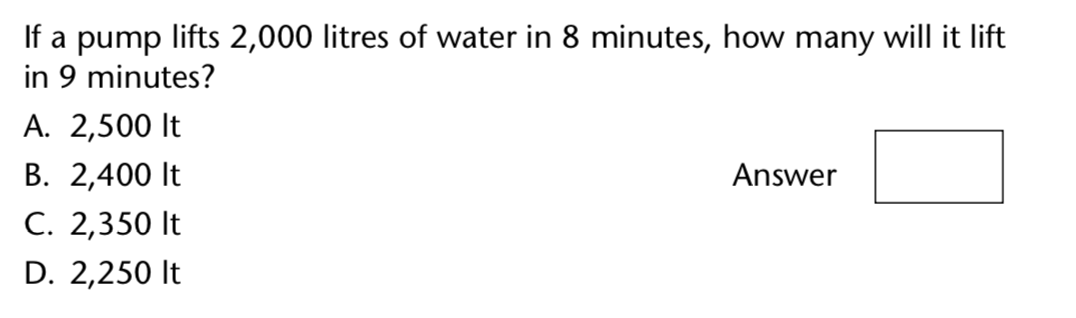 If a pump lifts 2,000 litres of water in 8 minutes, how many will it lift
in 9 minutes?
A. 2,500 lt
B. 2,400 lt
Answer
C. 2,350 lt
D. 2,250 lt